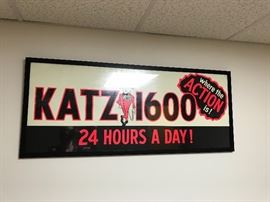 KATZ 1600
where the
ACTION
is!
24 HOURS A DAY!